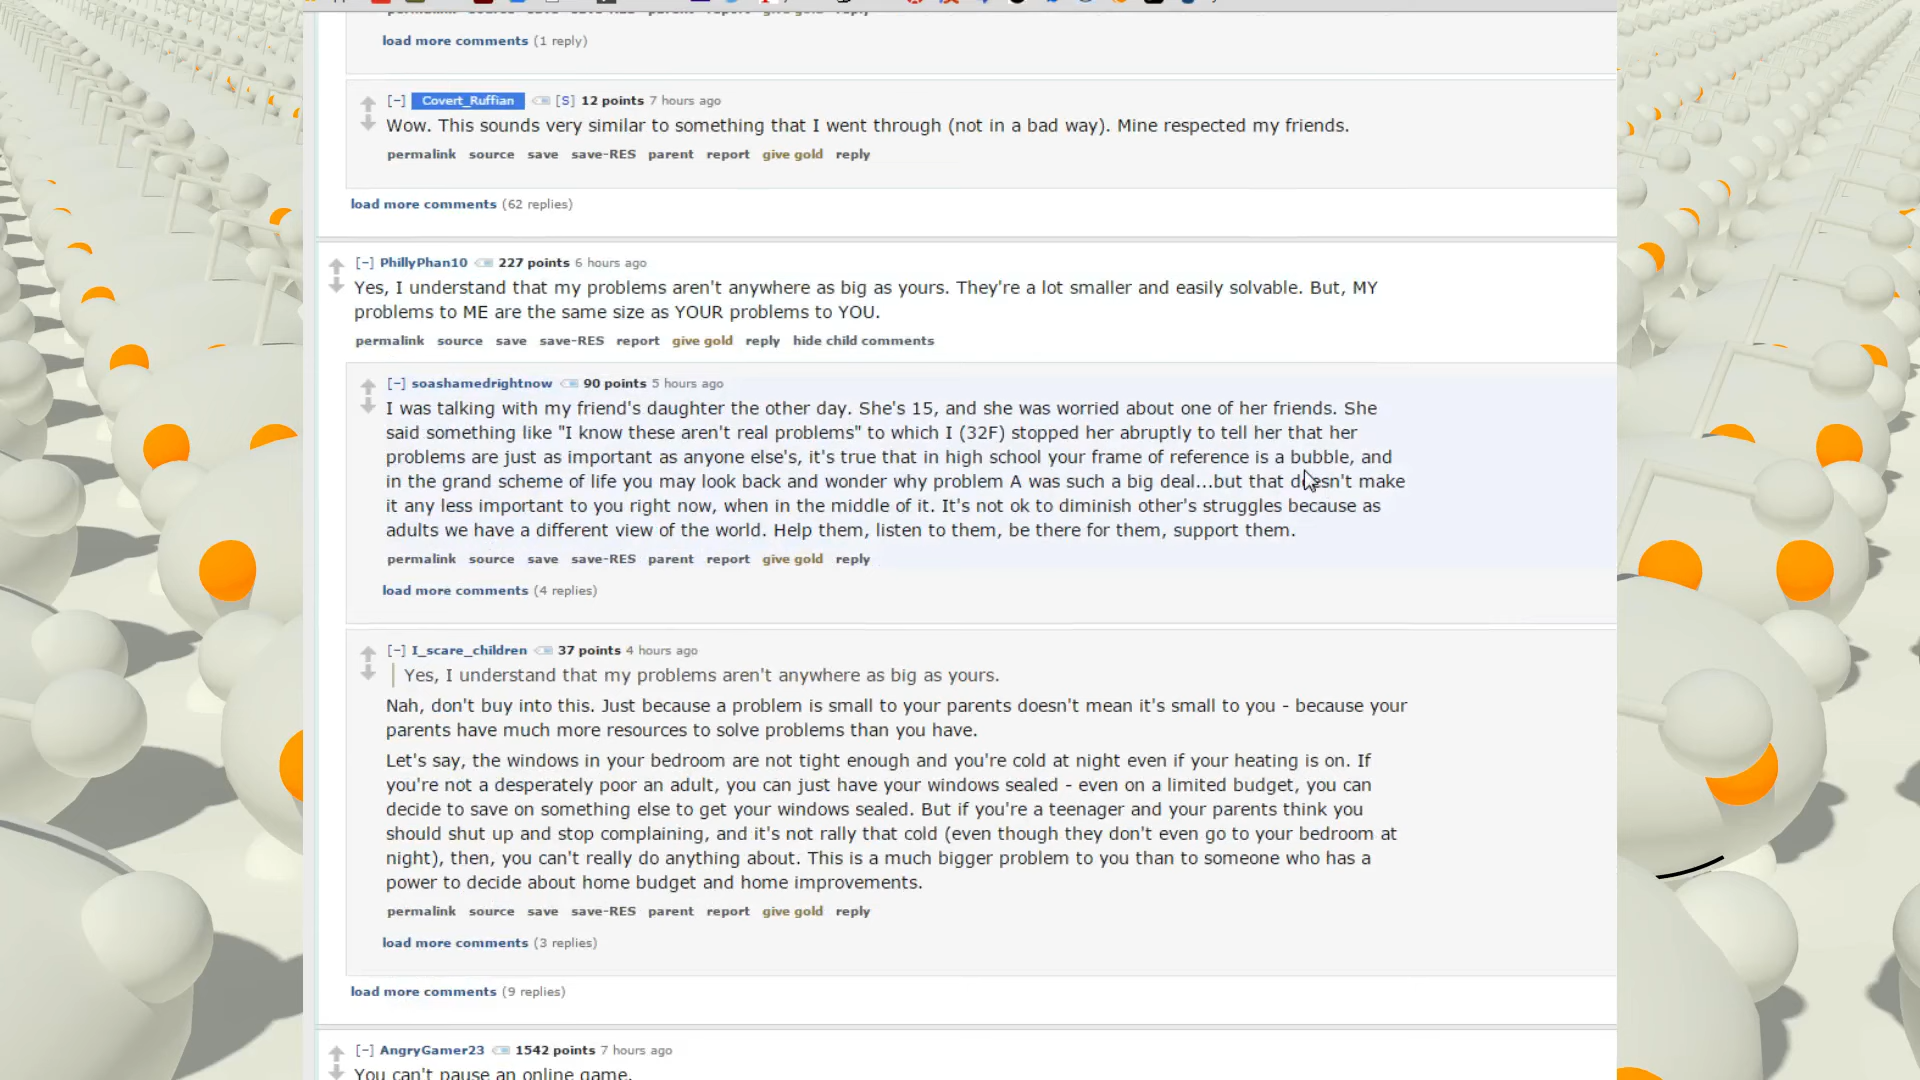 load more comments (1 reply)
[-] Covert_Ruffian [S] 12 points 7 hours ago
Wow. This sounds very similar to something that I went through (not in a bad way). Mine respected my friends.
permalink source save save-RES parent report give gold reply
load more comments (62 replies)
[-] PhillyPhan10 227 points 6 hours ago
Yes, I understand that my problems aren't anywhere as big as yours. They're a lot smaller and easily solvable. But, MY
problems to ME are the same size as YOUR problems to YOU.
permalink source save save-RES report give gold reply hide child comments
[-] soashamedrightnow 90 points 5 hours ago
I was talking with my friend's daughter the other day. She's 15, and she was worried about one of her friends. She
said something like "I know these aren't real problems" to which I (32F) stopped her abruptly to tell her that her
problems are just as important as anyone else's, it's true that in high school your frame of reference is a bubble, and
in the grand scheme of life you may look back and wonder why problem A was such a big deal...but that doesn't make
it any less important to you right now, when in the middle of it. It's not ok to diminish other's struggles because as
adults we have a different view of the world. Help them, listen to them, be there for them, support them.
permalink source save save-RES parent report give gold reply
load more comments (4 replies)
[-] I_scare_children 37 points 4 hours ago
Yes, I understand that my problems aren't anywhere as big as yours.
Nah, don't buy into this. Just because a problem is small to your parents doesn't mean it's small to you - because your
parents have much more resources to solve problems than you have.
Let's say, the windows in your bedroom are not tight enough and you're cold at night even if your heating is on. If
you're not a desperately poor an adult, you can just have your windows sealed - even on a limited budget, you can
decide to save on something else to get your windows sealed. But if you're a teenager and your parents think you
should shut up and stop complaining, and it's not rally that cold (even though they don't even go to your bedroom at
night), then, you can't really do anything about. This is a much bigger problem to you than to someone who has a
power to decide about home budget and home improvements.
permalink source save save-RES parent report give gold reply
load more comments (3 replies)
load more comments (9 replies)
[-] AngryGamer23 1542 points 7 hours ago
You can't pause an online game.